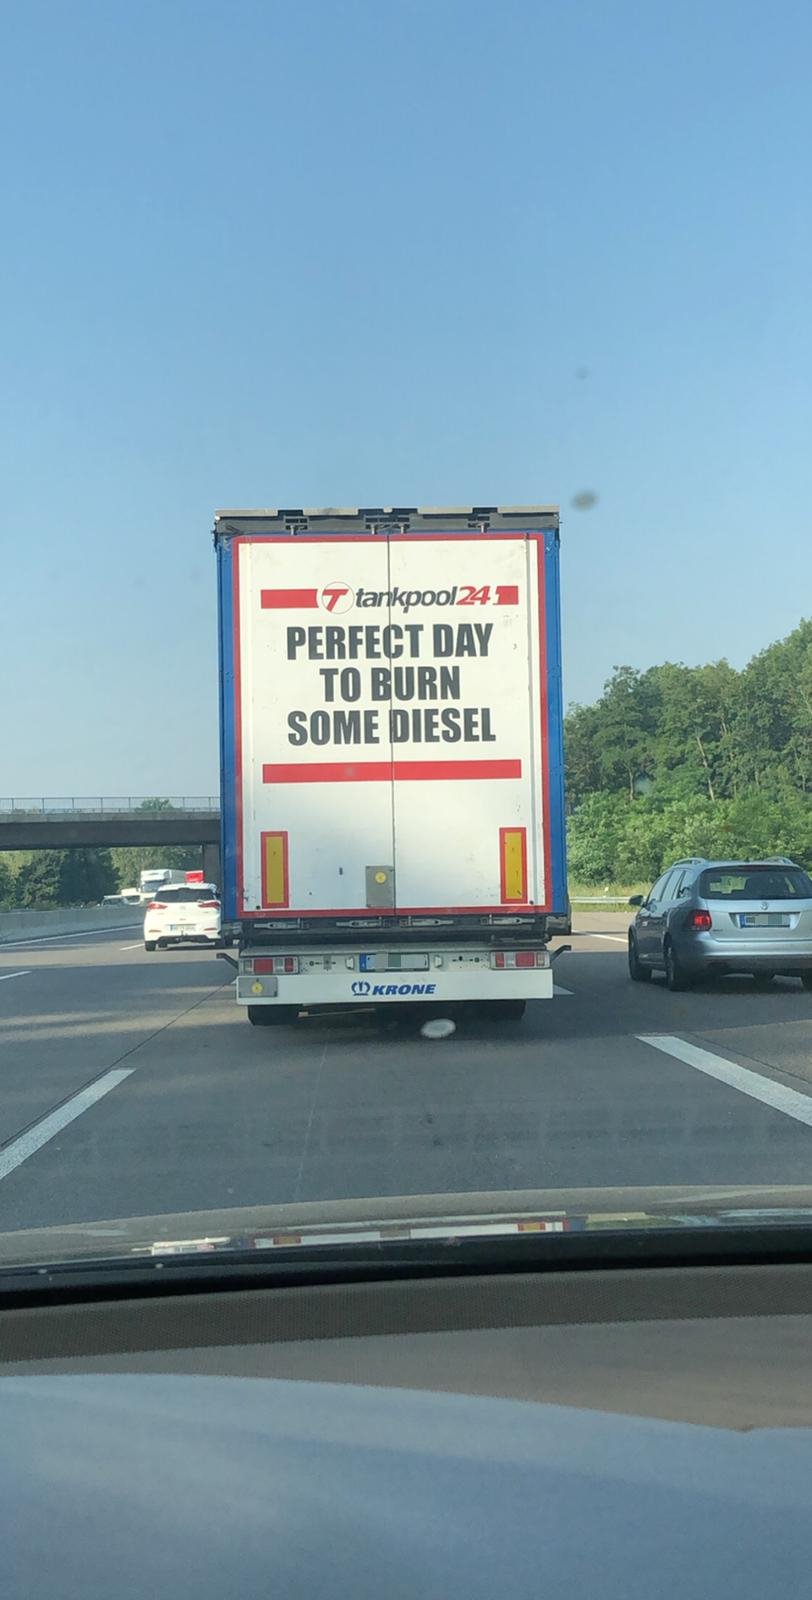 tankpool24
PERFECT DAY
TO BURN
SOME DIESEL
KRONE